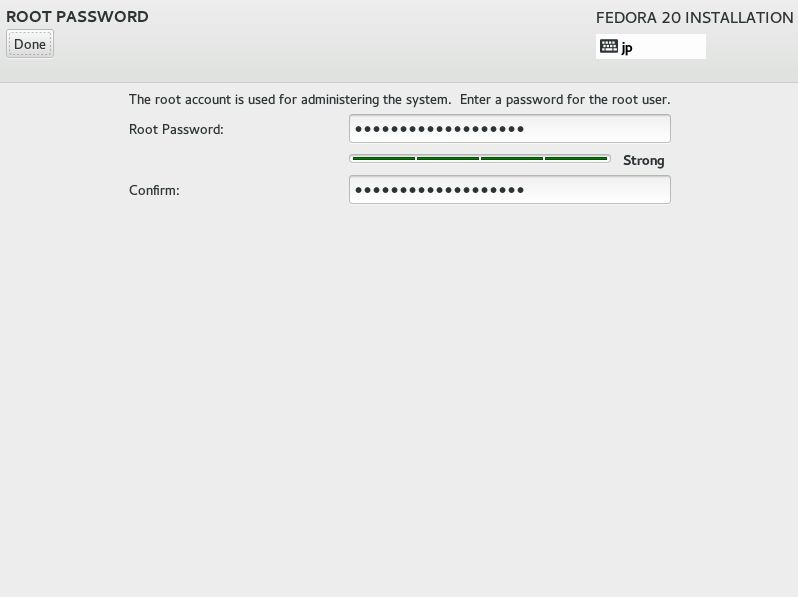 ROOT PASSWORD
FEDORA 20 INSTALLATION
Done
jp
The root account is used for administering the system.  Enter a password for the root user.
Root Password:
●●●●●●●●●●●●●●●●●●●
Strong
Confirm:
●●●●●●●●●●●●●●●●●●●